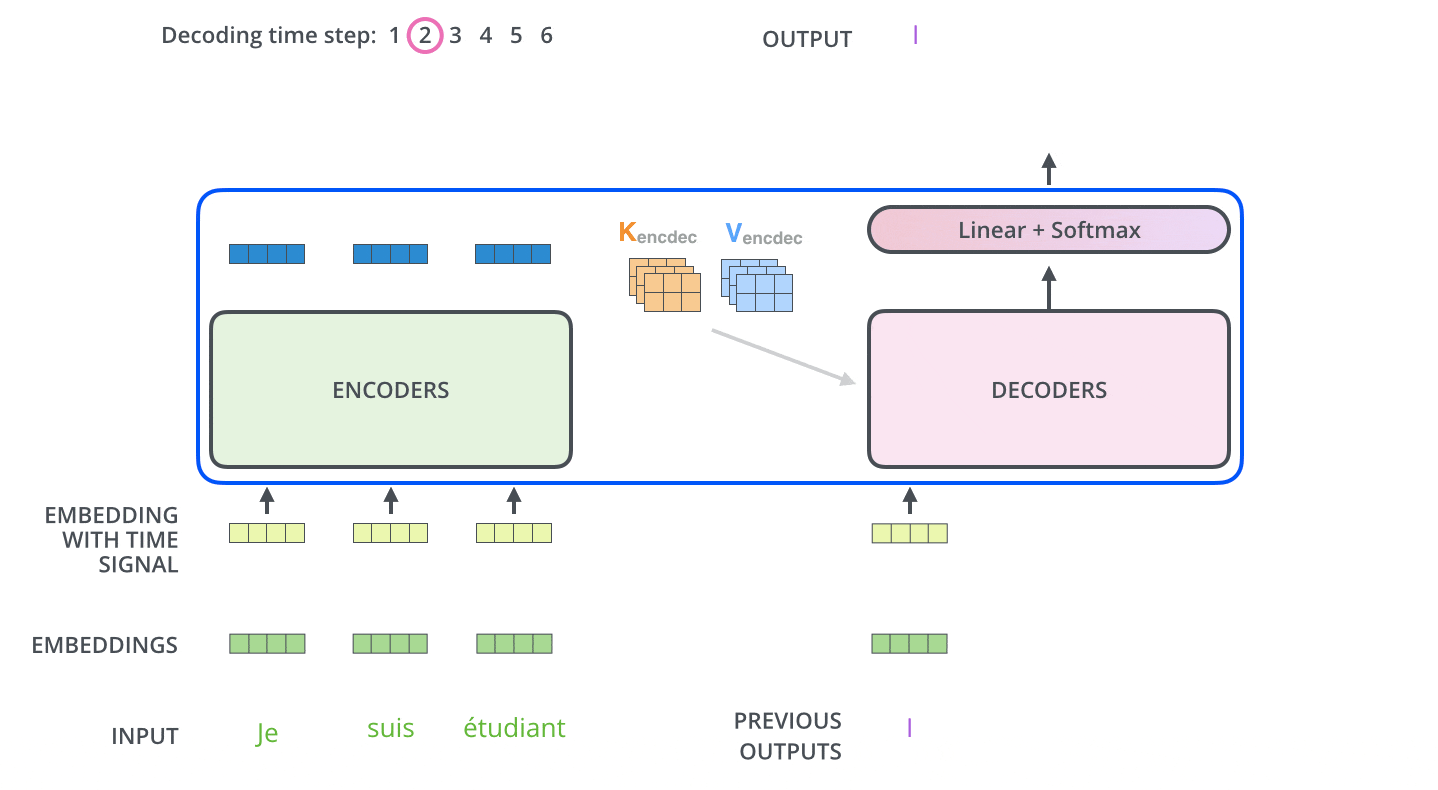 Decoding time step: 1 2 3 4 5 6
OUTPUT I
Kencdec Vencdec
Linear + Softmax
ENCODERS
DECODERS
EMBEDDING
WITH TIME
SIGNAL
EMBEDDINGS
INPUT Je suis étudiant
PREVIOUS
OUTPUTS
I